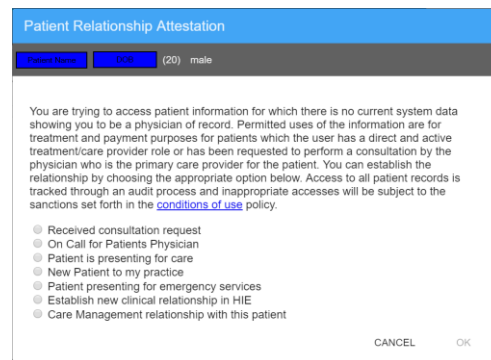 Patient Relationship Attestation
Patient Name DOB (20) male
You are trying to access patient information for which there is no current system data
showing you to be a physician of record. Permitted uses of the information are for
treatment and payment purposes for patients which the user has a direct and active
treatment/care provider role or has been requested to perform a consultation by the
physician who is the primary care provider for the patient. You can establish the
relationship by choosing the appropriate option below. Access to all patient records is
tracked through an audit process and inappropriate accesses will be subject to the
sanctions set forth in the conditions of use policy.
Received consultation request
On Call for Patients Physician
Patient is presenting for care
New Patient to my practice
Patient presenting for emergency services
Establish new clinical relationship in HIE
Care Management relationship with this patient
CANCEL OK